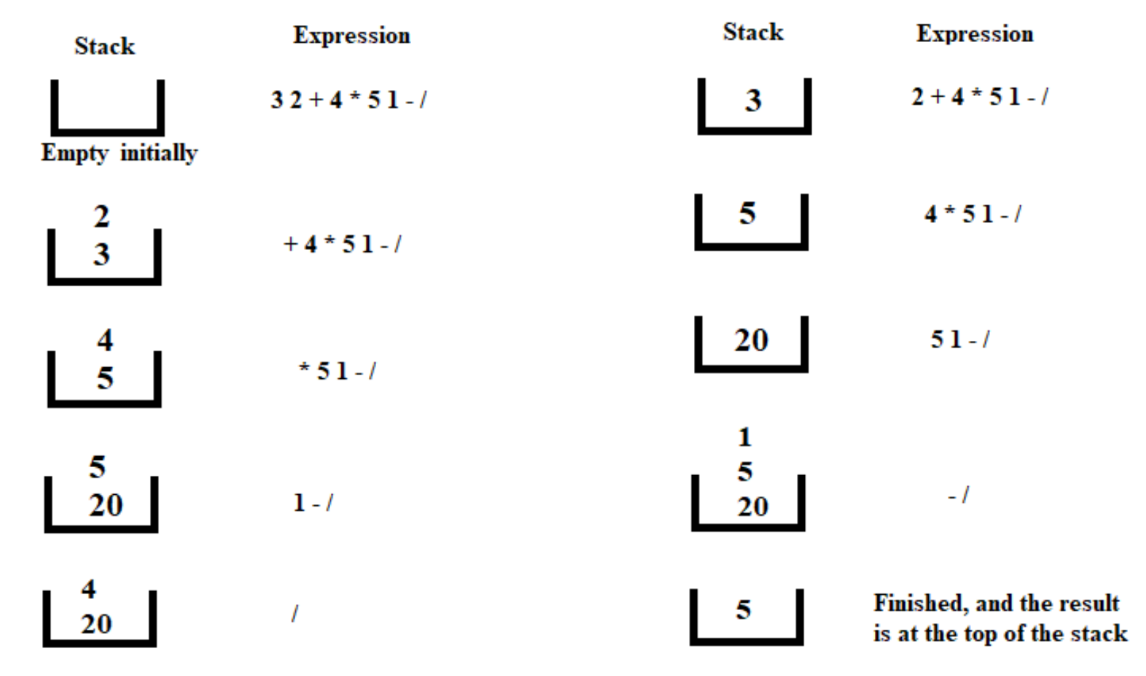 Stack Expression Stack Expression
3 2 + 4 * 5 1 - / 3 2 + 4 * 5 1 - /
Empty initially
2
3 + 4 * 5 1 - / 5 4 * 5 1 - /
4
5 * 5 1 - / 20 5 1 - /
5 1
20 1 - / 5
20 - /
4
20 / 5 Finished, and the result
is at the top of the stack